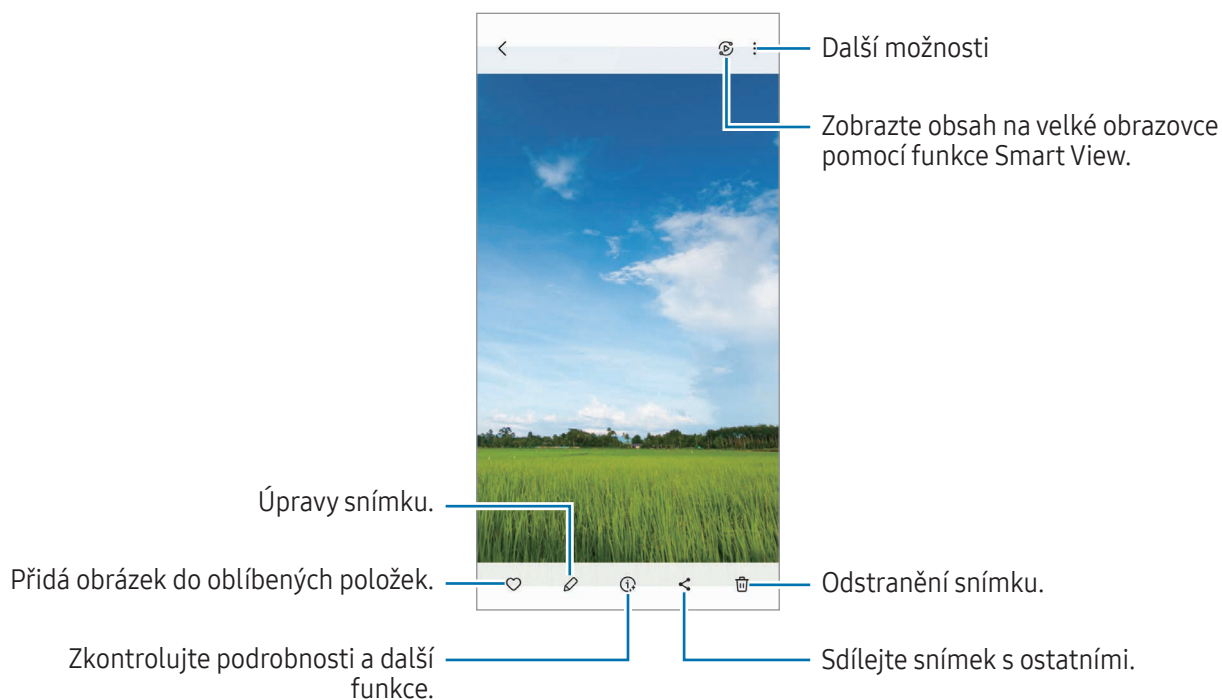 Další možnosti
Zobrazte obsah na velké obrazovce
pomocí funkce Smart View.
Úpravy snímku.
Přidá obrázek do oblíbených položek.
Odstranění snímku.
Zkontrolujte podrobnosti a další
funkce.
Sdílejte snímek s ostatními.